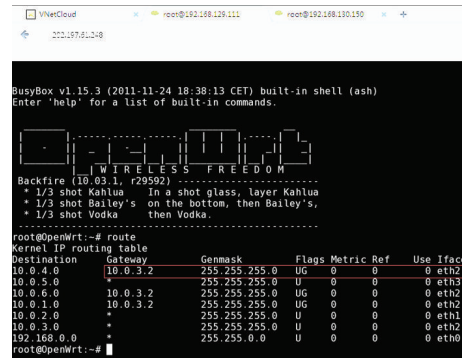 VNetCloud root@192.168.129.111 root@192.168.130.150
202.197.61.248
BusyBox v1.15.3 (2011-11-24 18:38:13 CET) built-in shell (ash)
Enter 'help' for a list of built-in commands.
OpenWrt
W I R E L E S S   F R E E D O M
Backfire (10.03.1, r29592) ----------------------------
* 1/3 shot Kahlua    In a shot glass, layer Kahlua
* 1/3 shot Bailey's  on the bottom, then Bailey's,
* 1/3 shot Vodka     then Vodka.
---------------------------------------------------
root@OpenWrt:~# route
Kernel IP routing table
Destination Gateway Genmask Flags Metric Ref Use Iface
10.0.4.0 10.0.3.2 255.255.255.0 UG 0 0 0 eth2
10.0.5.0 * 255.255.255.0 U 0 0 0 eth3
10.0.6.0 10.0.3.2 255.255.255.0 UG 0 0 0 eth2
10.0.1.0 10.0.3.2 255.255.255.0 UG 0 0 0 eth2
10.0.2.0 * 255.255.255.0 U 0 0 0 eth1
10.0.3.0 * 255.255.255.0 U 0 0 0 eth2
192.168.0.0 * 255.255.0.0 U 0 0 0 eth0
root@OpenWrt:~#